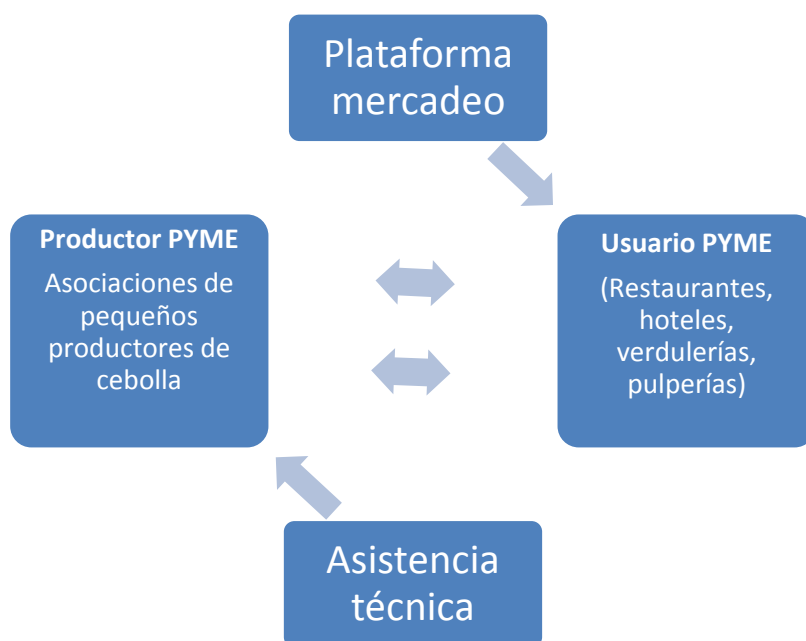 Plataforma
mercadeo
Productor PYME
Asociaciones de
pequeños
productores de
cebolla
Usuario PYME
(Restaurantes,
hoteles,
verdulerías,
pulperías)
Asistencia
técnica